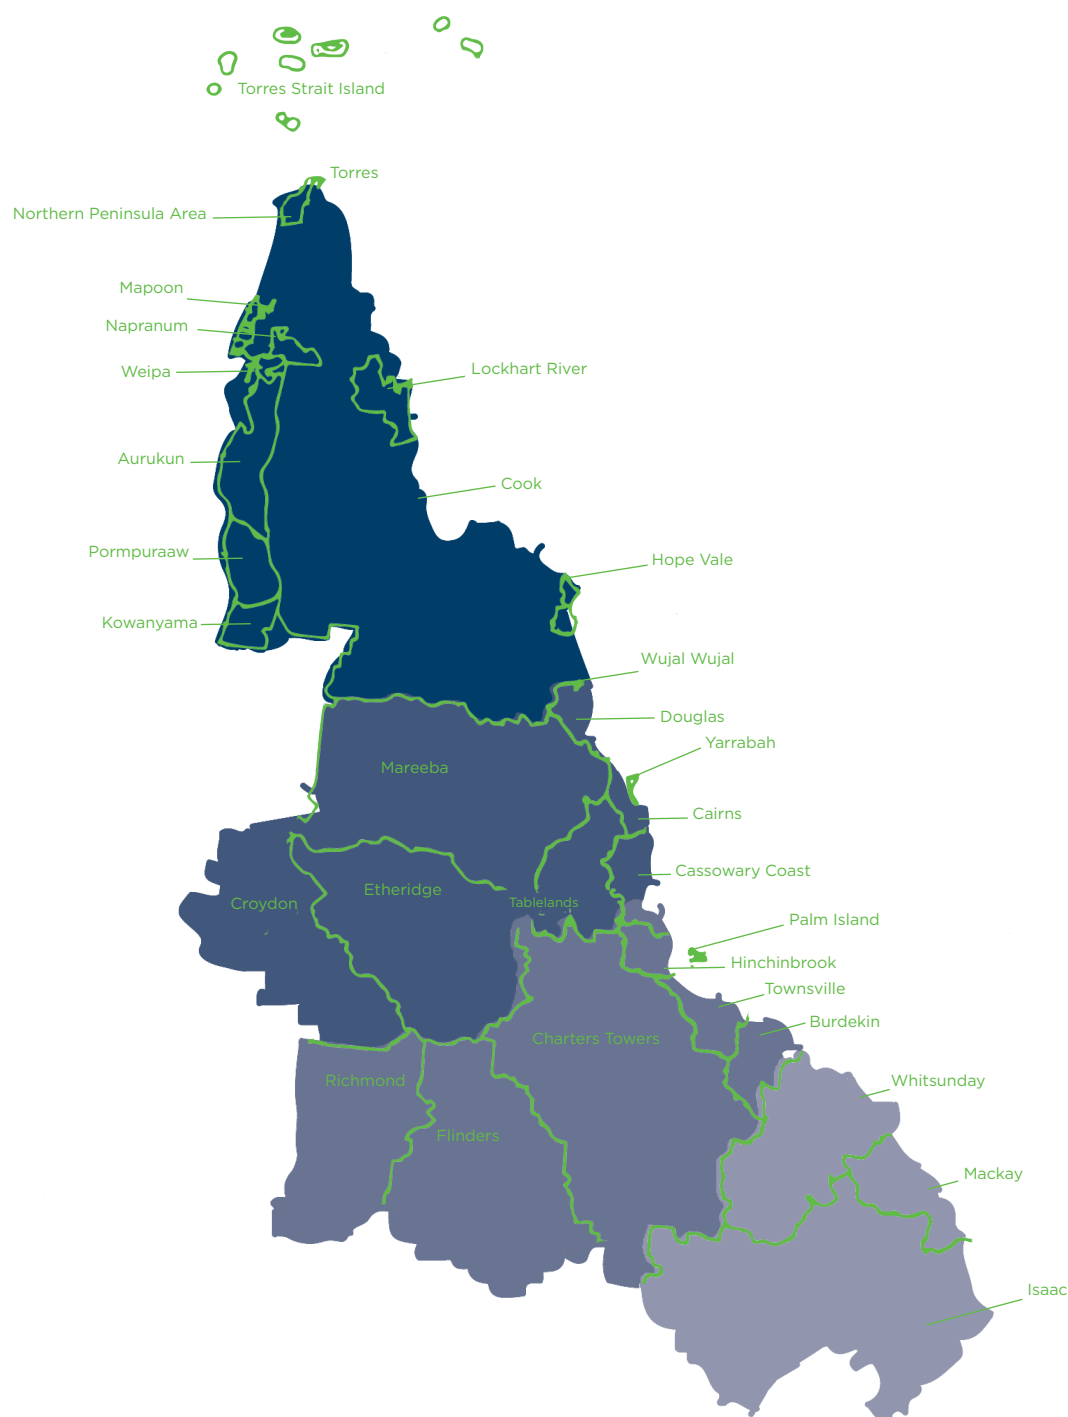 Torres Strait Island
Torres
Northern Peninsula Area
Mapoon
Napranum
Weipa
Lockhart River
Aurukun
Cook
Pormpuraaw
Hope Vale
Kowanyama
Wujal Wujal
Douglas
Yarrabah
Mareeba
Cairns
Cassowary Coast
Etheridge
Croydon
Tablelands
Palm Island
Hinchinbrook
Townsville
Burdekin
Charters Towers
Richmond
Whitsunday
Flinders
Mackay
Isaac